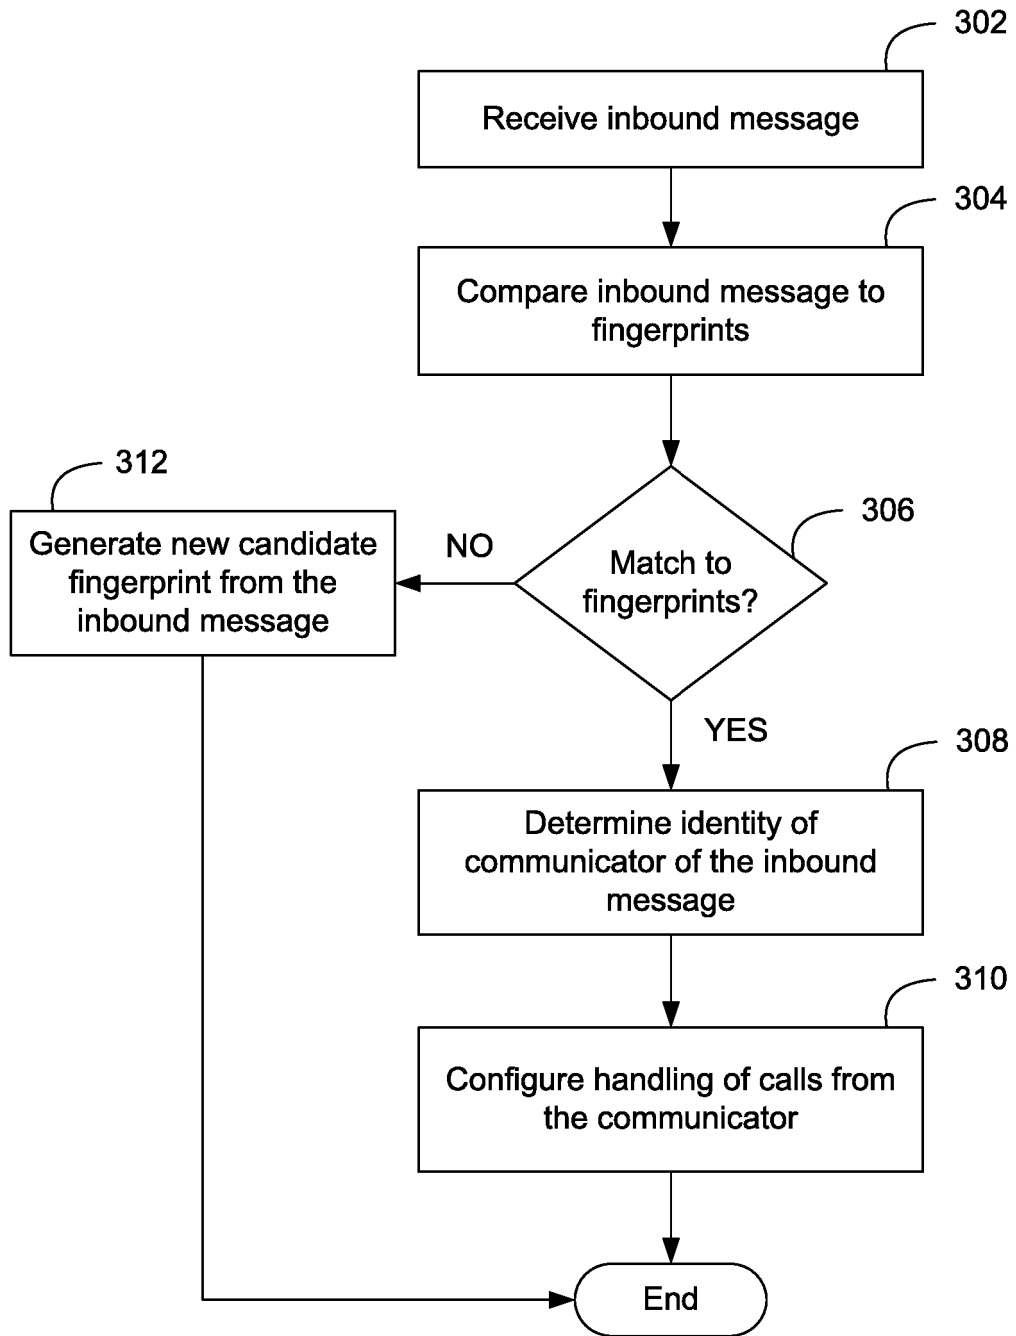 302
Receive inbound message
304
Compare inbound message to
fingerprints
312
Generate new candidate
fingerprint from the
inbound message
NO
306
Match to
fingerprints?
YES
308
Determine identity of
communicator of the inbound
message
310
Configure handling of calls from
the communicator
End